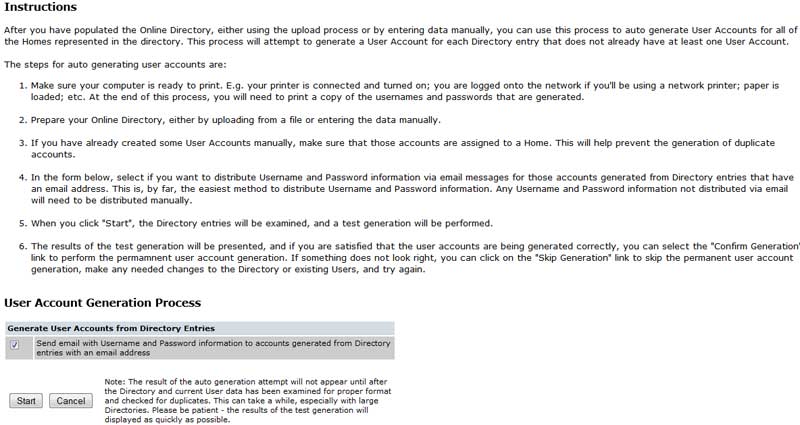 Instructions
After you have populated the Online Directory, either using the upload process or by entering data manually, you can use this process to auto generate User Accounts for all of
the Homes represented in the directory. This process will attempt to generate a User Account for each Directory entry that does not already have at least one User Account.
The steps for auto generating user accounts are:
1. Make sure your computer is ready to print. E.g. your printer is connected and turned on; you are logged onto the network if you'll be using a network printer; paper is
loaded; etc. At the end of this process, you will need to print a copy of the usernames and passwords that are generated.
2. Prepare your Online Directory, either by uploading from a file or entering the data manually.
3. If you have already created some User Accounts manually, make sure that those accounts are assigned to a Home. This will help prevent the generation of duplicate
accounts.
4. In the form below, select if you want to distribute Username and Password information via email messages for those accounts generated from Directory entries that have
an email address. This is, by far, the easiest method to distribute Username and Password information. Any Username and Password information not distributed via email
will need to be distributed manually.
5. When you click "Start", the Directory entries will be examined, and a test generation will be performed.
6. The results of the test generation will be presented, and if you are satisfied that the user accounts are being generated correctly, you can select the "Confirm Generation"
link to perform the permamnent user account generation. If something does not look right, you can click on the "Skip Generation" link to skip the permanent user account
generation, make any needed changes to the Directory or existing Users, and try again.
User Account Generation Process
Generate User Accounts from Directory Entries
Send email with Username and Password information to accounts generated from Directory
entries with an email address
Start
Cancel
Note: The result of the auto generation attempt will not appear until after
the Directory and current User data has been examined for proper format
and checked for duplicates. This can take a while, especially with large
Directories. Please be patient - the results of the test generation will
displayed as quickly as possible.